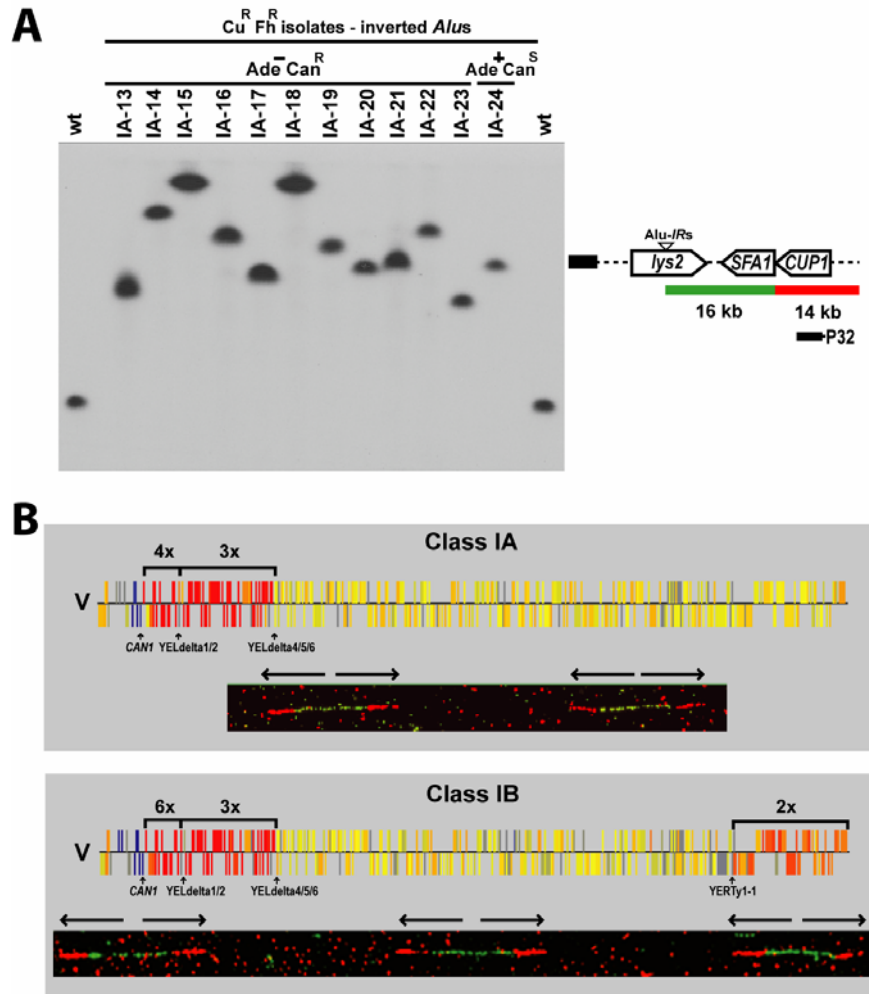 A
Cu^R Fh^R isolates - inverted Alus
Ade^- Can^R
Ade^+ Can^S
wt
IA-13
IA-14
IA-15
IA-16
IA-17
IA-18
IA-19
IA-20
IA-21
IA-22
IA-23
IA-24
wt
Alu-IRs
lys2
SFA1
CUP1
16 kb
14 kb
P32
B
Class IA
4x
3x
V
CAN1
YELdelta1/2
YELdelta4/5/6
Class IB
6x
3x
2x
V
CAN1
YELdelta1/2
YELdelta4/5/6
YERTy1-1